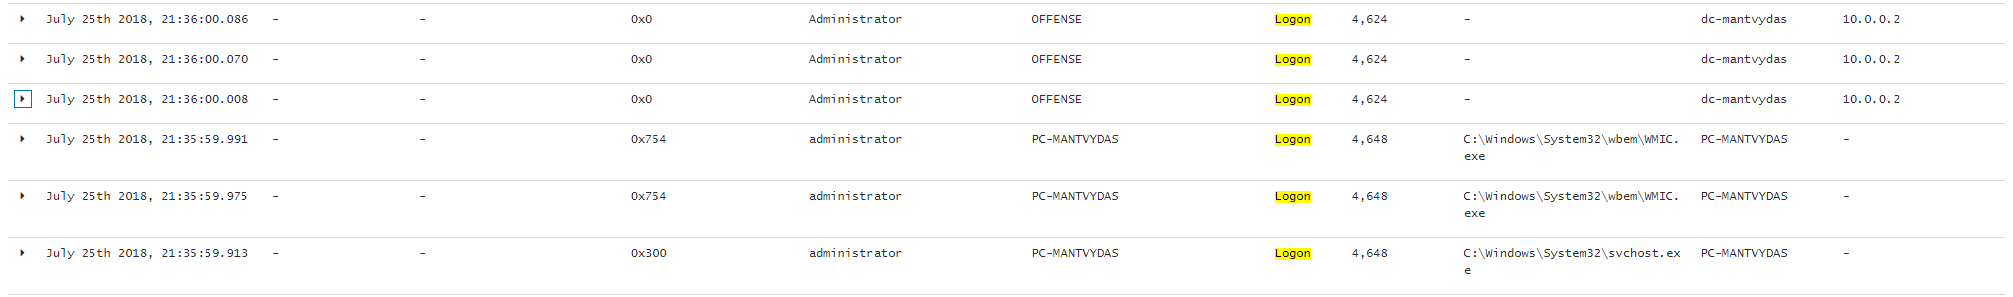 July 25th 2018, 21:36:00.086 - - 0x0 Administrator OFFENSE Logon 4,624 - dc-mantvydas 10.0.0.2
July 25th 2018, 21:36:00.070 - - 0x0 Administrator OFFENSE Logon 4,624 - dc-mantvydas 10.0.0.2
July 25th 2018, 21:36:00.008 - - 0x0 Administrator OFFENSE Logon 4,624 - dc-mantvydas 10.0.0.2
July 25th 2018, 21:35:59.991 - - 0x754 administrator PC-MANTVYDAS Logon 4,648 C:\Windows\System32\wbem\WMIC. PC-MANTVYDAS -
exe
July 25th 2018, 21:35:59.975 - - 0x754 administrator PC-MANTVYDAS Logon 4,648 C:\Windows\System32\wbem\WMIC. PC-MANTVYDAS -
exe
July 25th 2018, 21:35:59.913 - - 0x300 administrator PC-MANTVYDAS Logon 4,648 C:\Windows\System32\svchost.ex PC-MANTVYDAS -
e